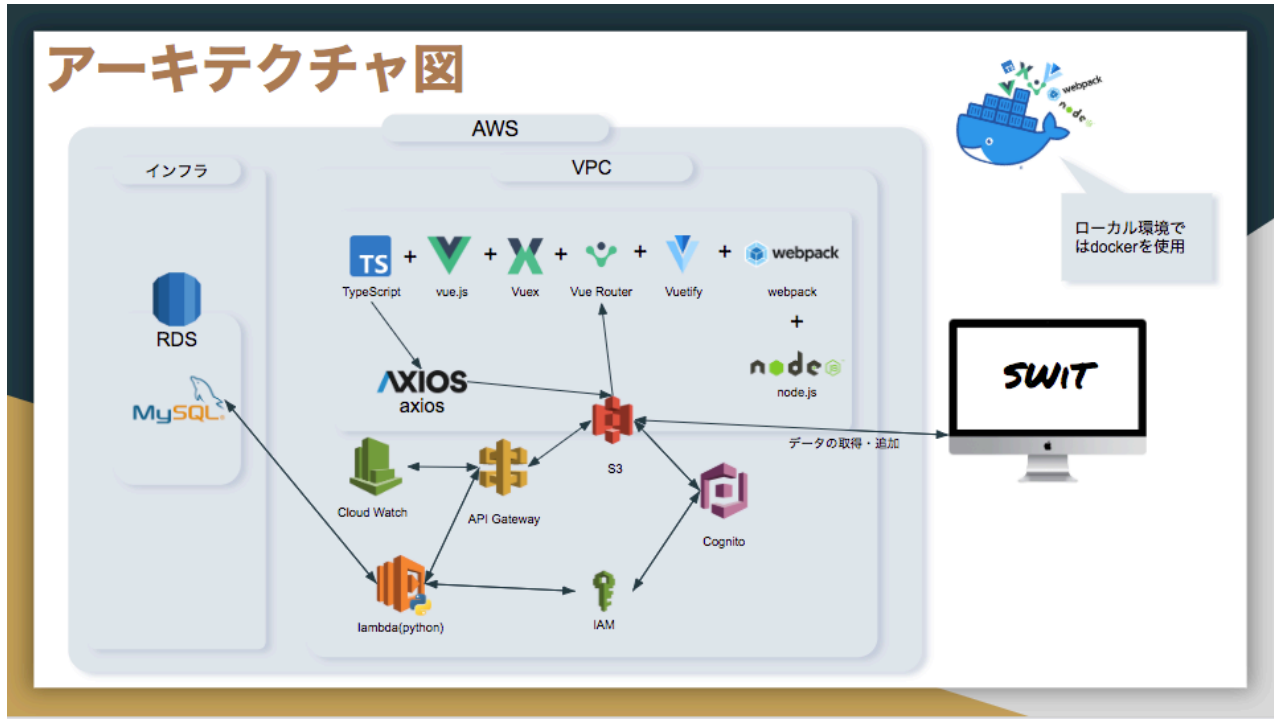 アーキテクチャ図
webpack
node
AWS
インフラ
VPC
ローカル環境で
はdockerを使用
TS
webpack
TypeScript
vue.js
Vuex
Vue Router
Vuetify
webpack
RDS
node
node.js
AXIOS
axios
MySQL
SWIT
データの取得・追加
S3
Cloud Watch
API Gateway
Cognito
lambda(python)
IAM